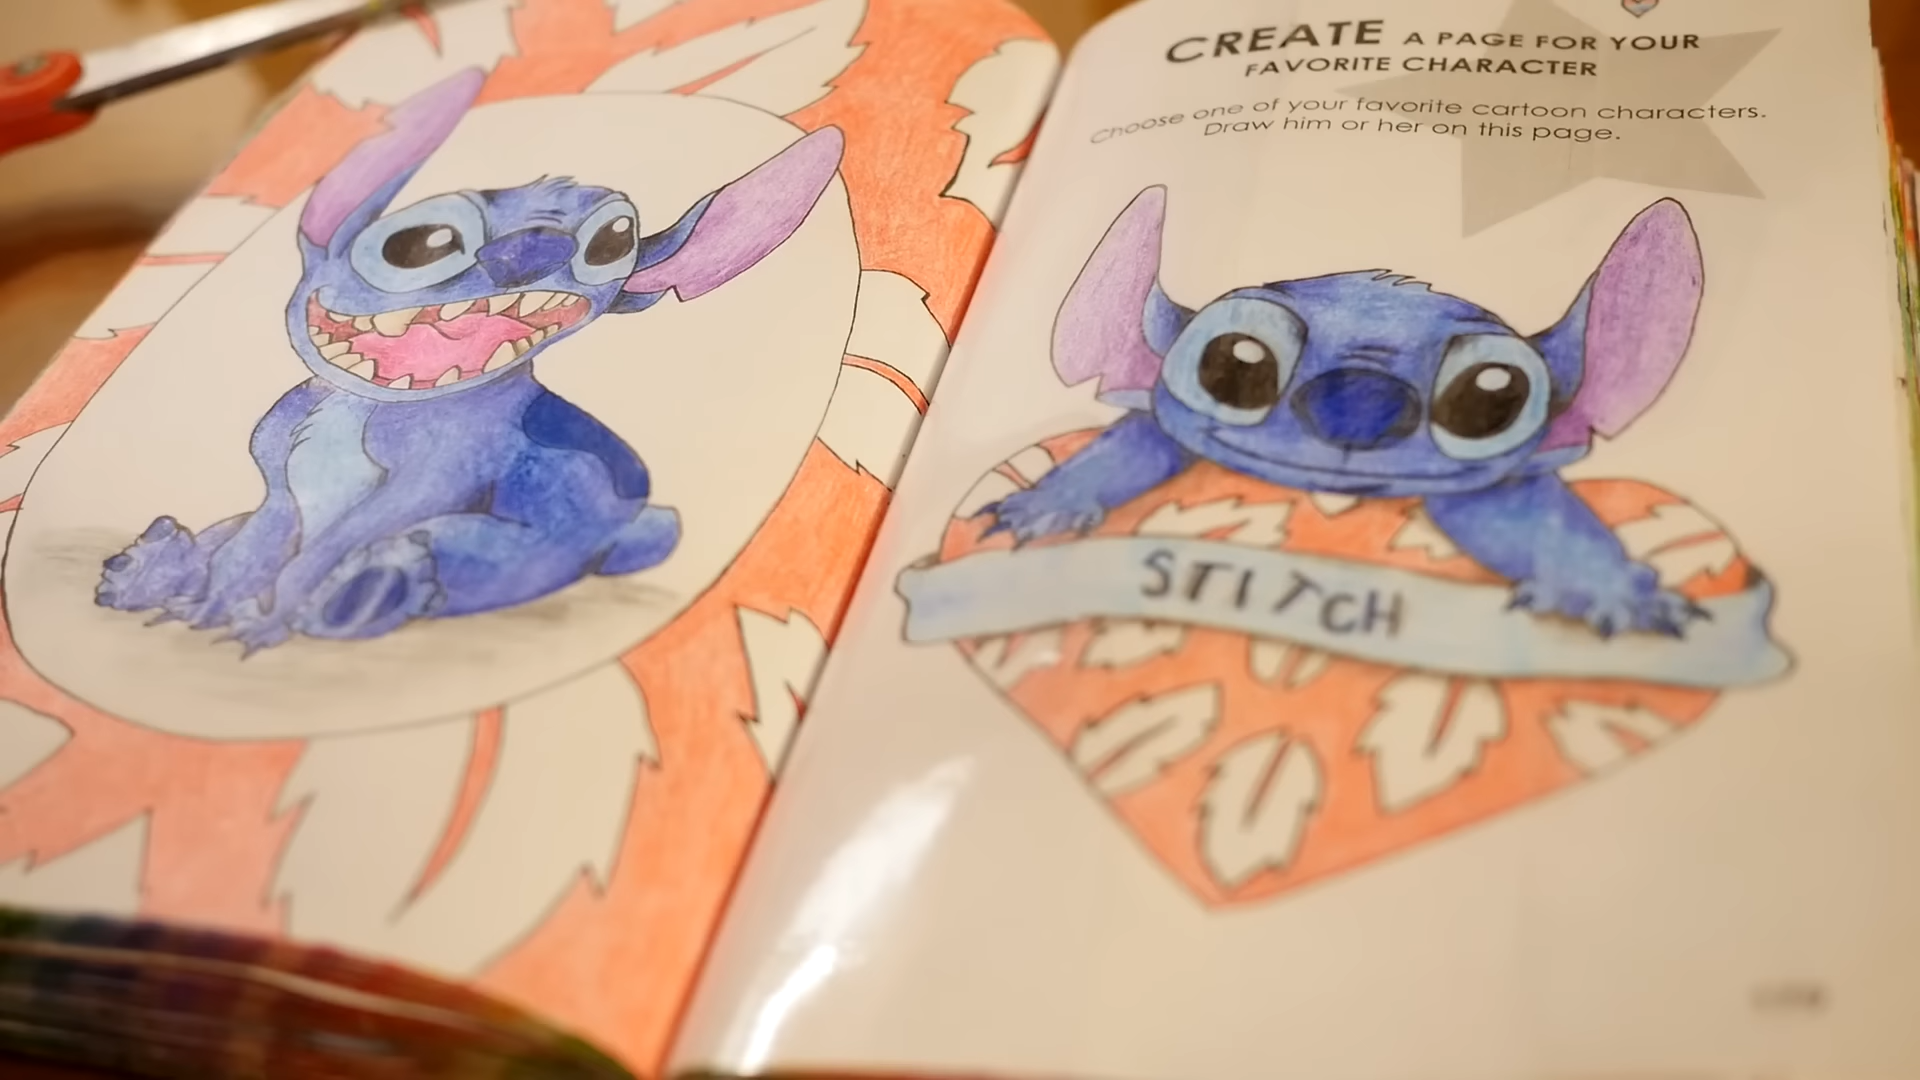 CREATE A PAGE FOR YOUR
FAVORITE CHARACTER
Choose one of your favorite cartoon characters.
Draw him or her on this page.
STITCH